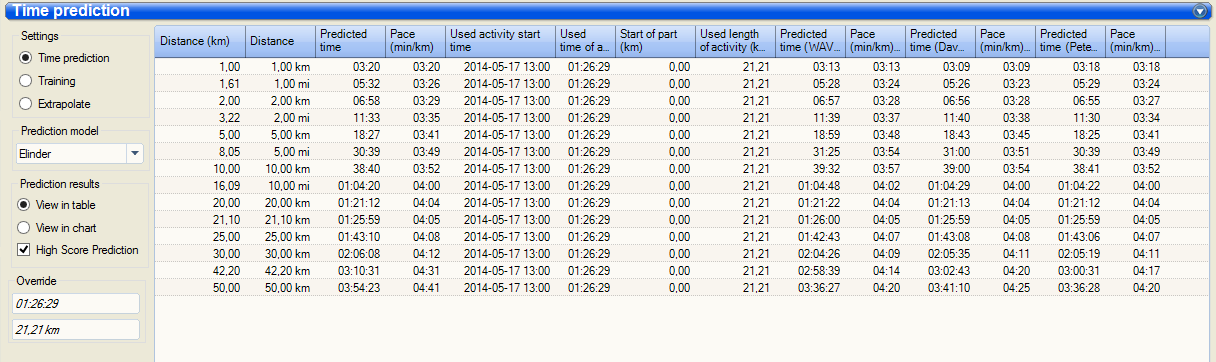 Time prediction
Settings
Time prediction
Training
Extrapolate
Prediction model
Elinder
Prediction results
View in table
View in chart
High Score Prediction
Override
01:26:29
21,21 km
Distance (km) Distance Predicted time Pace (min/km) Used activity start time Used time of a... Start of part (km) Used length of activity (k... Predicted time (WAV... Pace (min/km)... Predicted time (Dav... Pace (min/km)... Predicted time (Pete... Pace (min/km)...
1,00 1,00 km 03:20 03:20 2014-05-17 13:00 01:26:29 0,00 21,21 03:13 03:13 03:09 03:09 03:18 03:18
1,61 1,00 mi 05:32 03:26 2014-05-17 13:00 01:26:29 0,00 21,21 05:28 03:24 05:26 03:23 05:29 03:24
2,00 2,00 km 06:58 03:29 2014-05-17 13:00 01:26:29 0,00 21,21 06:57 03:28 06:56 03:28 06:55 03:27
3,22 2,00 mi 11:33 03:35 2014-05-17 13:00 01:26:29 0,00 21,21 11:39 03:37 11:40 03:38 11:30 03:34
5,00 5,00 km 18:27 03:41 2014-05-17 13:00 01:26:29 0,00 21,21 18:59 03:48 18:43 03:45 18:25 03:41
8,05 5,00 mi 30:39 03:49 2014-05-17 13:00 01:26:29 0,00 21,21 31:25 03:54 31:00 03:51 30:39 03:49
10,00 10,00 km 38:40 03:52 2014-05-17 13:00 01:26:29 0,00 21,21 39:32 03:57 39:00 03:54 38:41 03:52
16,09 10,00 mi 01:04:20 04:00 2014-05-17 13:00 01:26:29 0,00 21,21 01:04:48 04:02 01:04:29 04:00 01:04:22 04:00
20,00 20,00 km 01:21:12 04:04 2014-05-17 13:00 01:26:29 0,00 21,21 01:21:22 04:04 01:21:13 04:04 01:21:12 04:04
21,10 21,10 km 01:25:59 04:05 2014-05-17 13:00 01:26:29 0,00 21,21 01:26:00 04:05 01:25:59 04:05 01:25:59 04:05
25,00 25,00 km 01:43:10 04:08 2014-05-17 13:00 01:26:29 0,00 21,21 01:42:43 04:07 01:43:08 04:08 01:43:06 04:07
30,00 30,00 km 02:06:08 04:12 2014-05-17 13:00 01:26:29 0,00 21,21 02:04:26 04:09 02:05:35 04:11 02:05:19 04:11
42,20 42,20 km 03:10:31 04:31 2014-05-17 13:00 01:26:29 0,00 21,21 02:58:39 04:14 03:02:43 04:20 03:00:31 04:17
50,00 50,00 km 03:54:23 04:41 2014-05-17 13:00 01:26:29 0,00 21,21 03:36:27 04:20 03:41:10 04:25 03:36:28 04:20